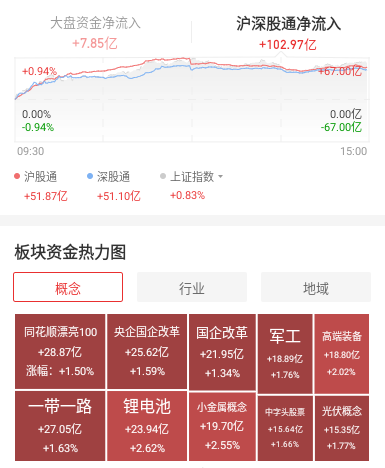 大盘资金净流入
沪深股通净流入
+7.85亿
+102.97亿
+0.94%
+67.00亿
0.00%
0.00亿
-0.94%
-67.00亿
09:30
15:00
沪股通
深股通
上证指数
+51.87亿
+51.10亿
+0.83%
板块资金热力图
概念
行业
地域
同花顺漂亮100
+28.87亿
涨幅：+1.50%
央企国企改革
+25.62亿
+1.59%
国企改革
+21.95亿
+1.34%
军工
+18.89亿
+1.76%
高端装备
+18.80亿
+2.02%
一带一路
+27.05亿
+1.63%
锂电池
+23.94亿
+2.62%
小金属概念
+19.70亿
+2.55%
中字头股票
+15.64亿
+1.66%
光伏概念
+15.35亿
+1.77%